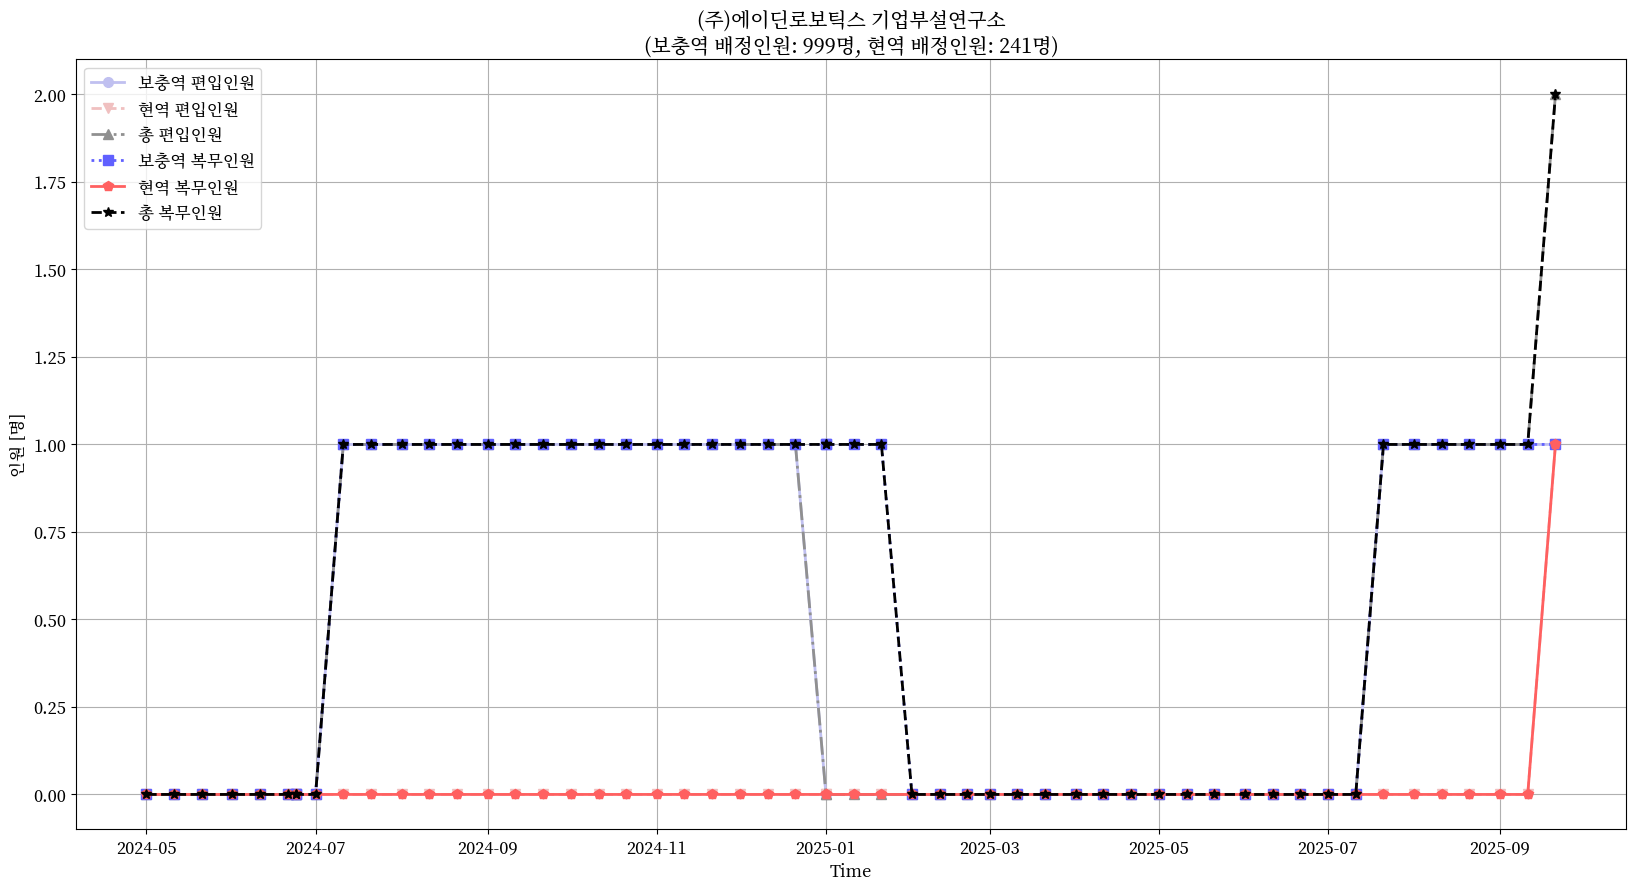 (주)에이딘로보틱스 기업부설연구소
(보충역 배정인원: 999명, 현역 배정인원: 241명)
보충역 편입인원
현역 편입인원
총 편입인원
보충역 복무인원
현역 복무인원
총 복무인원
2.00
1.75
1.50
1.25
1.00
0.75
0.50
0.25
0.00
인원 [명]
2024-05
2024-07
2024-09
2024-11
2025-01
2025-03
2025-05
2025-07
2025-09
Time